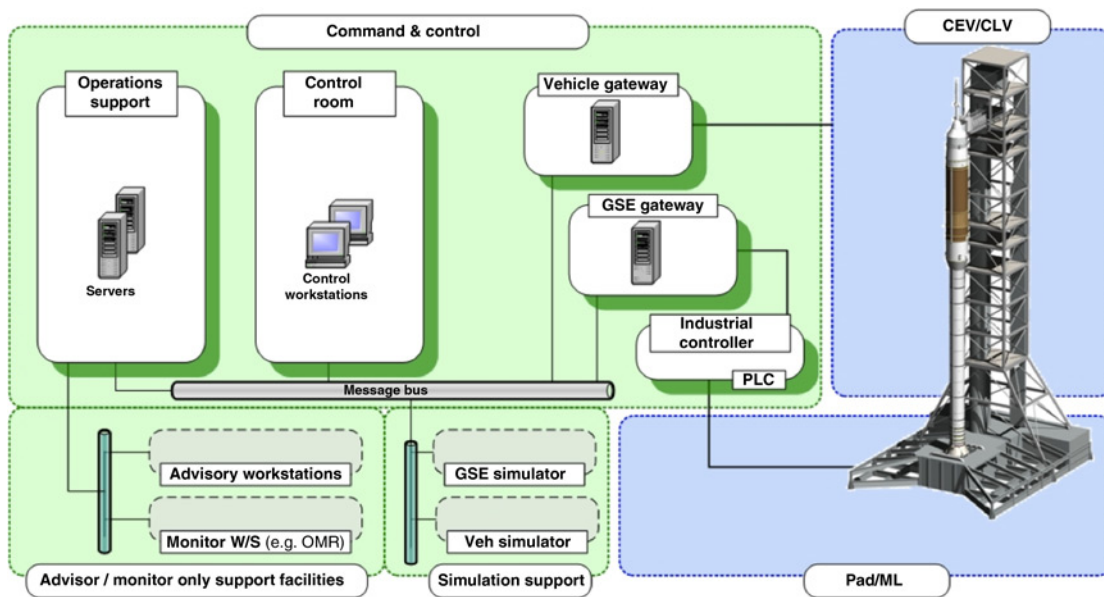 Command & control
CEV/CLV
Operations
support
Control
room
Vehicle gateway
GSE gateway
Servers
Control
workstations
Industrial
controller
PLC
Message bus
Advisory workstations
GSE simulator
Monitor W/S (e.g. OMR)
Veh simulator
Advisor / monitor only support facilities
Simulation support
Pad/ML